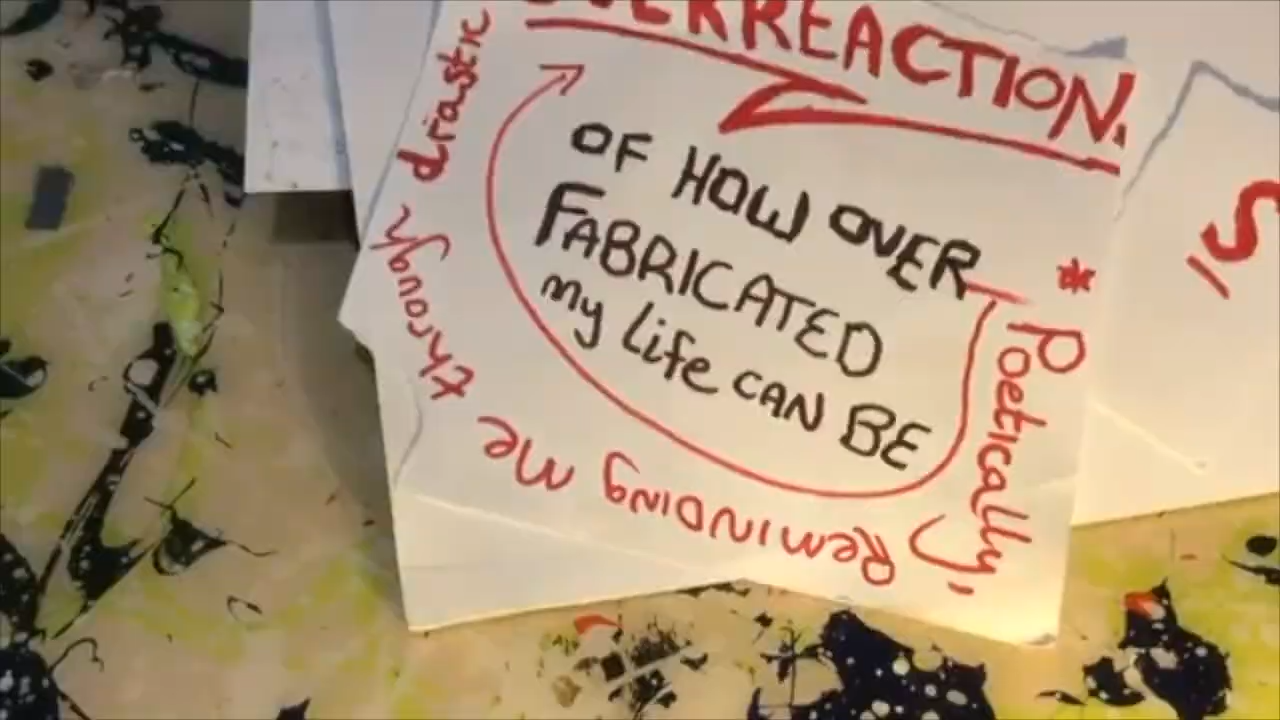 OVERREACTION.
OF HOW OVER
FABRICATED
my life CAN BE
* Poetically,
Reminding me
through
drastic
S,